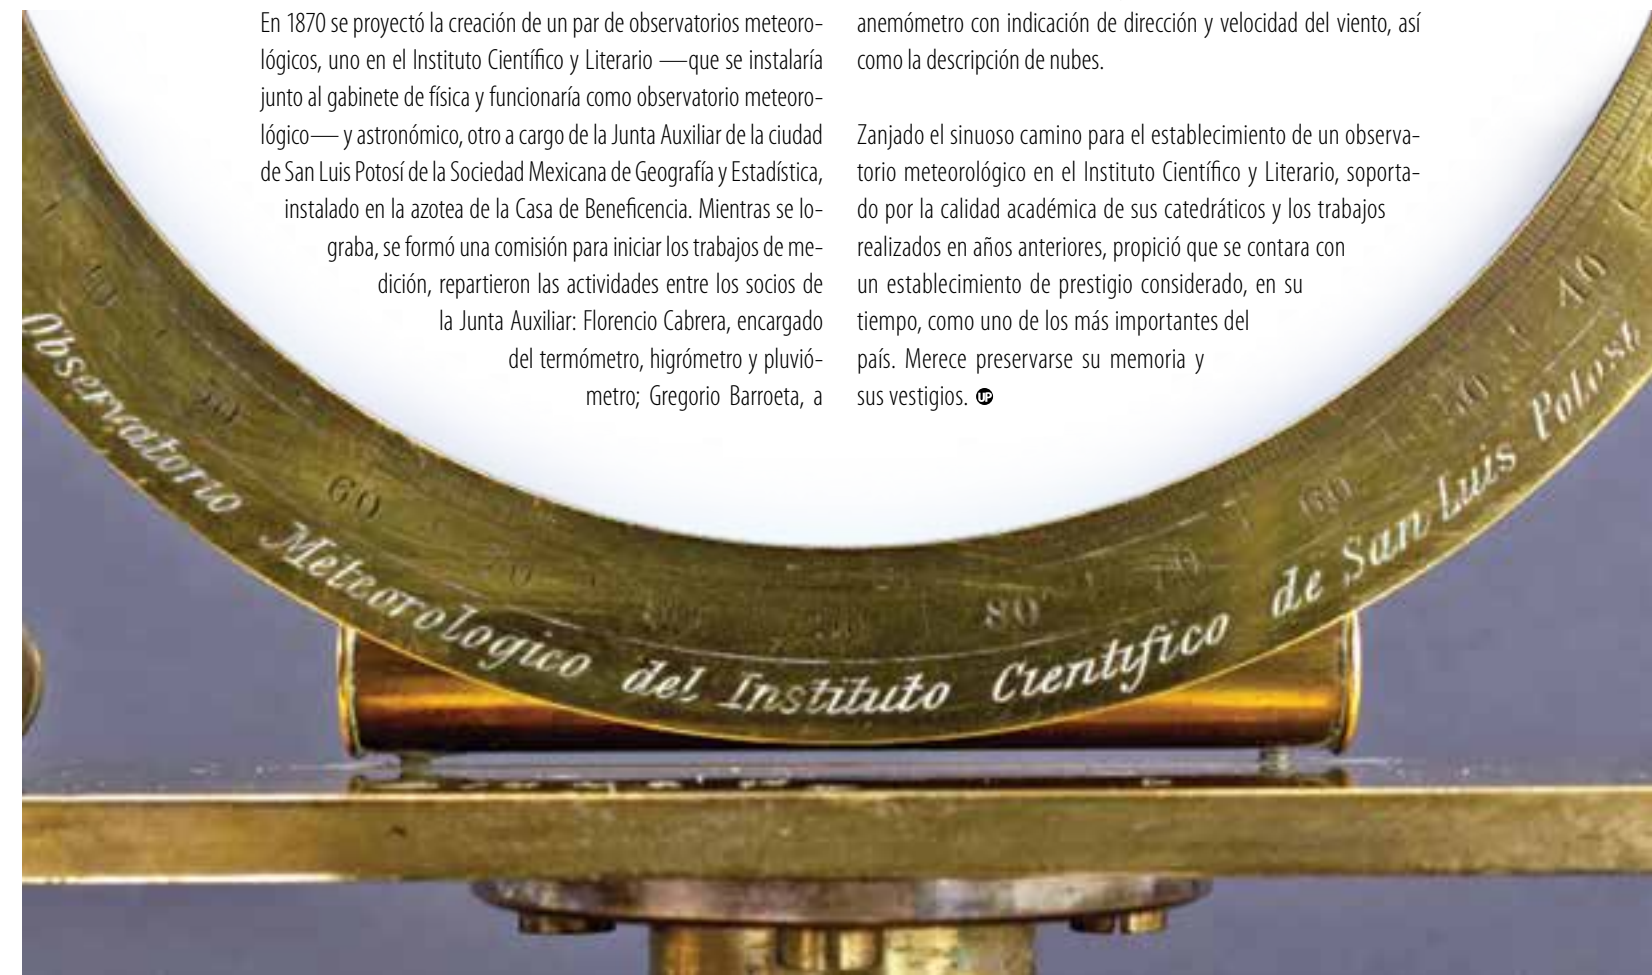 En 1870 se proyectó la creación de un par de observatorios meteoro-
lógicos, uno en el Instituto Científico y Literario —que se instalaría
junto al gabinete de física y funcionaría como observatorio meteoro-
lógico— y astronómico, otro a cargo de la Junta Auxiliar de la ciudad
de San Luis Potosí de la Sociedad Mexicana de Geografía y Estadística,
instalado en la azotea de la Casa de Beneficencia. Mientras se lo-
graba, se formó una comisión para iniciar los trabajos de me-
dición, repartieron las actividades entre los socios de
la Junta Auxiliar: Florencio Cabrera, encargado
del termómetro, higrómetro y pluvió-
metro; Gregorio Barroeta, a
anemómetro con indicación de dirección y velocidad del viento, así
como la descripción de nubes.
Zanjado el sinuoso camino para el establecimiento de un observa-
torio meteorológico en el Instituto Científico y Literario, soporta-
do por la calidad académica de sus catedráticos y los trabajos
realizados en años anteriores, propició que se contara con
un establecimiento de prestigio considerado, en su
tiempo, como uno de los más importantes del
país. Merece preservarse su memoria y
sus vestigios. UP
60
80
60
40
Observatorio Meteorologico del Instituto Cientifico de San Luis Potosi